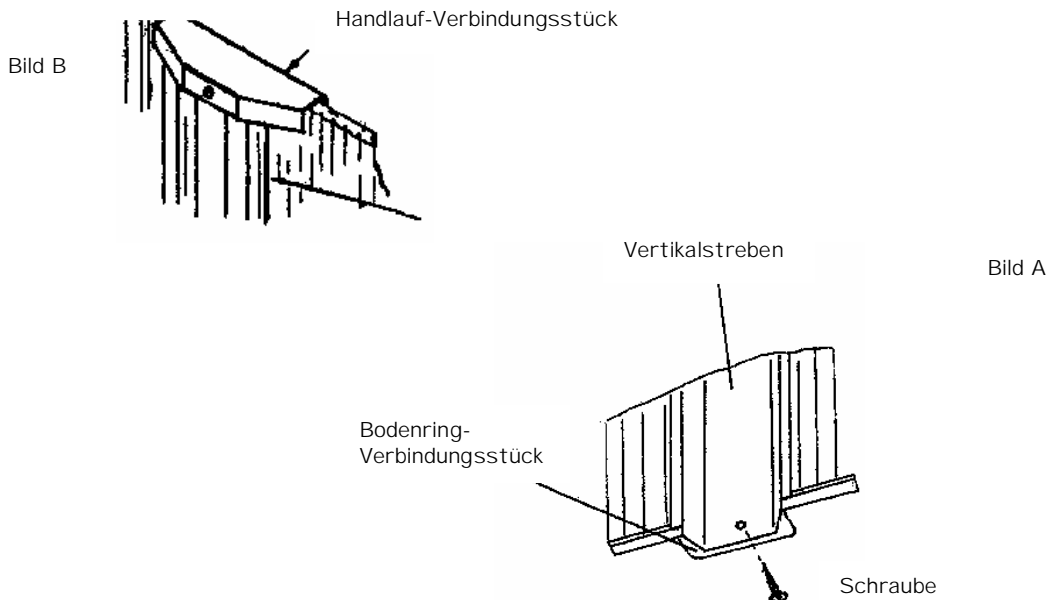 Handlauf-Verbindungsstück
Bild B
Vertikalstreben
Bild A
Bodenring-
Verbindungsstück
Schraube